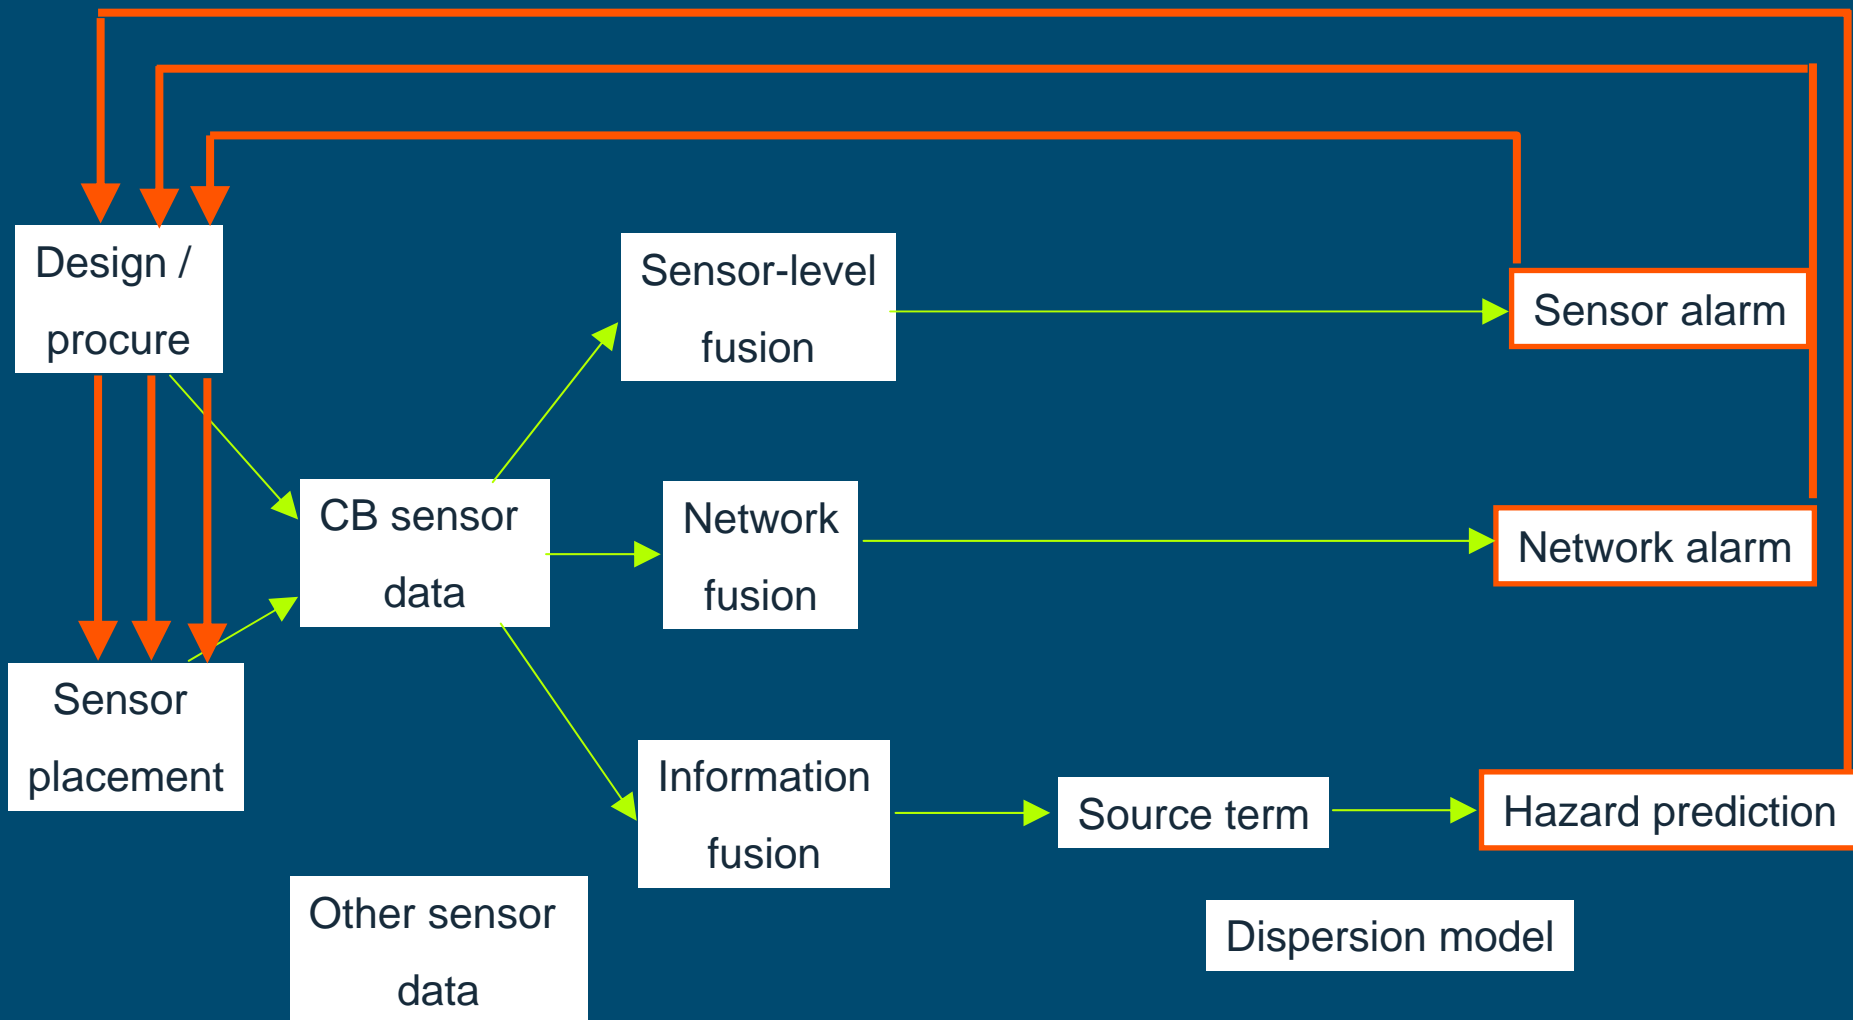 Design /
procure
Sensor-level
fusion
Sensor alarm
CB sensor
data
Network
fusion
Network alarm
Sensor
placement
Information
fusion
Source term
Hazard prediction
Other sensor
data
Dispersion model